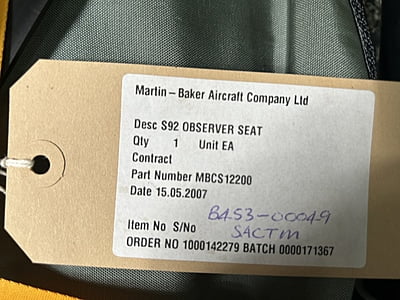 Martin - Baker Aircraft Company Ltd
Desc S92 OBSERVER SEAT
Qty 1 Unit EA
Contract
Part Number MBCS12200
Date 15.05.2007
B453-00049
Item No S/No SACTM
ORDER NO 1000142279 BATCH 0000171367